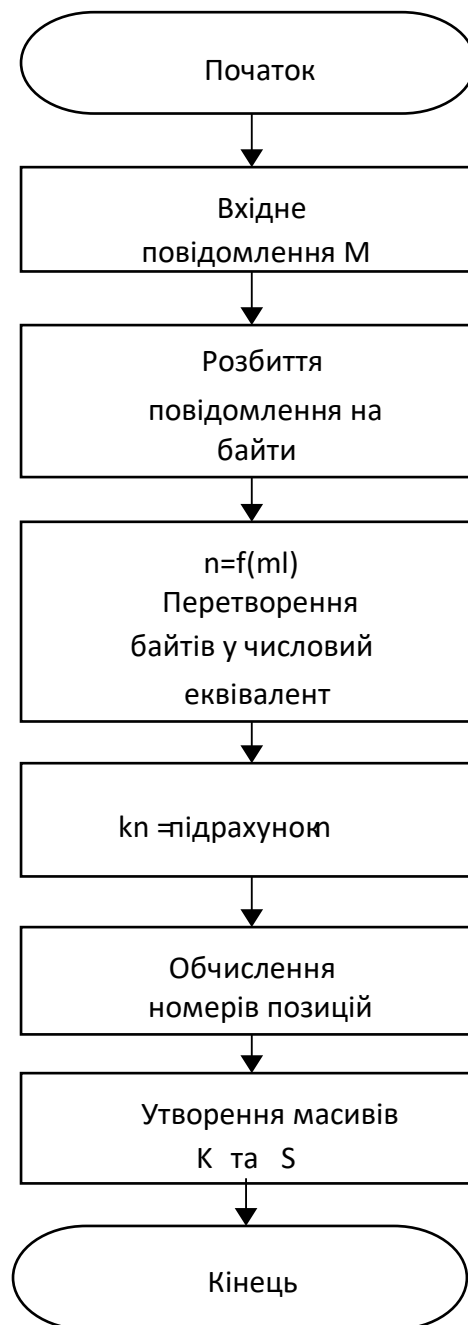 Початок
Вхідне
повідомлення М
Розбиття
повідомлення на
байти
n=f(ml)
Перетворення
байтів у числовий
еквівалент
kn =підрахунокn
Обчислення
номерів позицій
Утворення масивів
K та S
Кінець